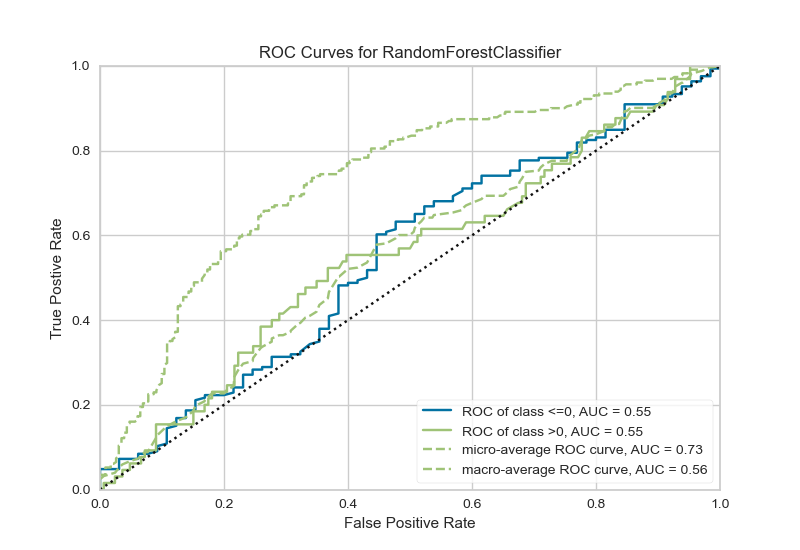 ROC Curves for RandomForestClassifier
True Postive Rate
1.0
0.8
0.6
0.4
0.2
0.0
ROC of class <=0, AUC = 0.55
ROC of class >0, AUC = 0.55
micro-average ROC curve, AUC = 0.73
macro-average ROC curve, AUC = 0.56
0.0 0.2 0.4 0.6 0.8 1.0
False Positive Rate